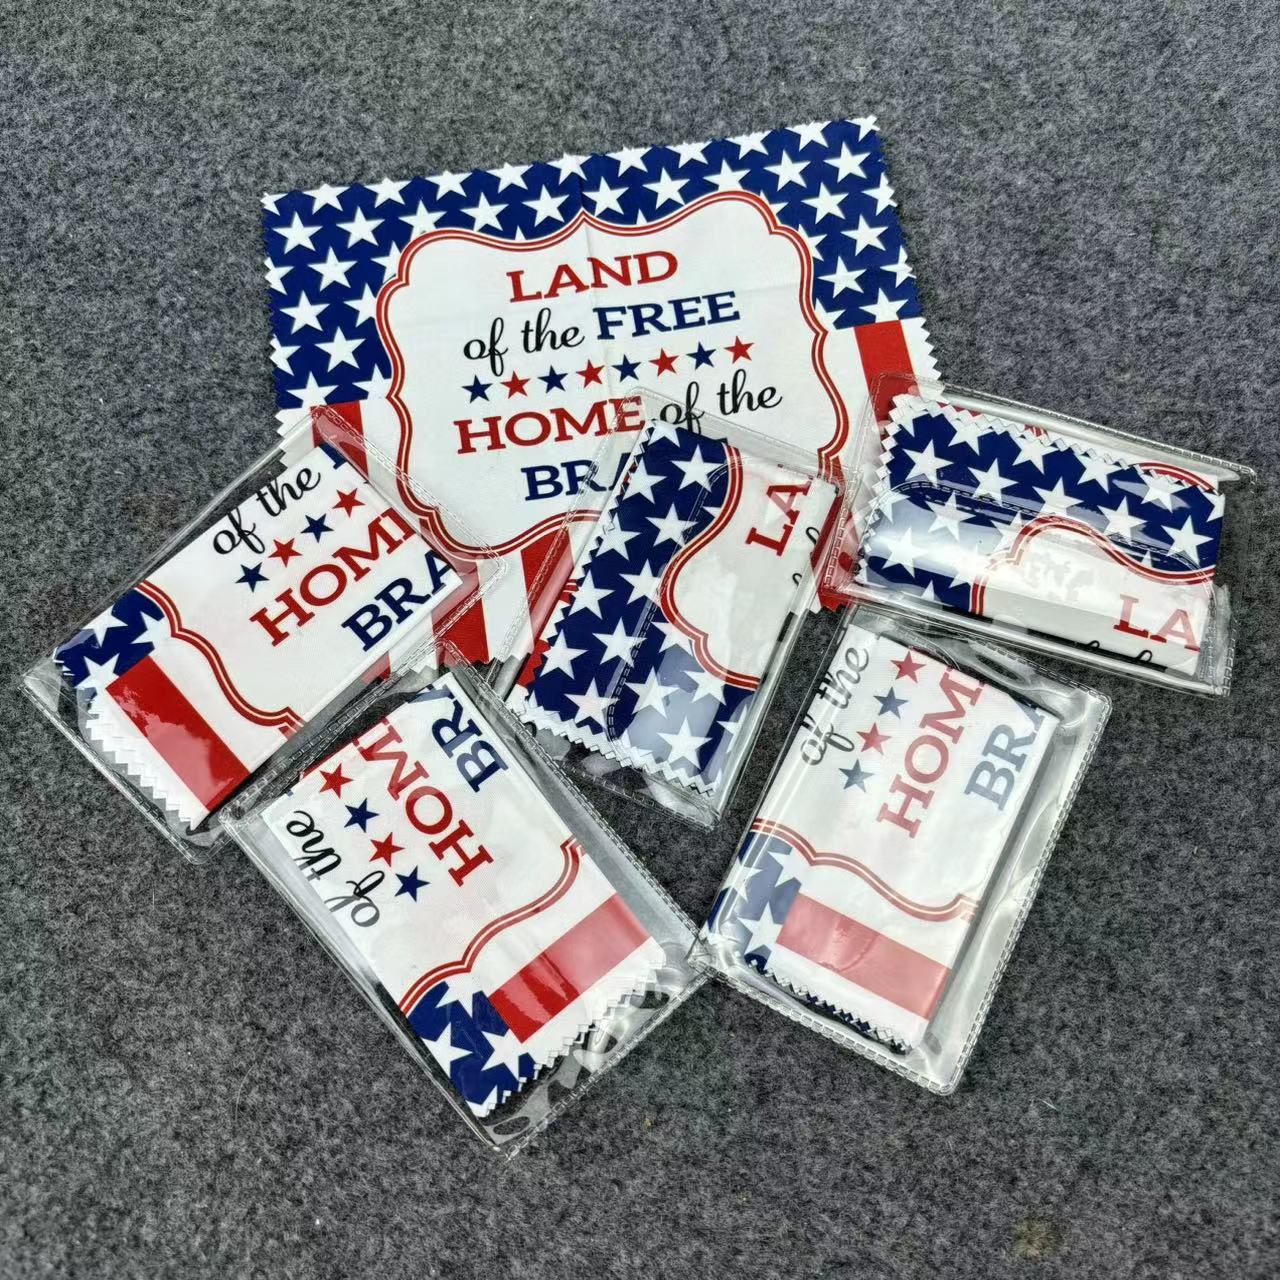 LAND
of the FREE
HOME of the
BRA
of the
HOME
BRA
LA
LA
of the
HOM
BRA
of the
HOM
BRA